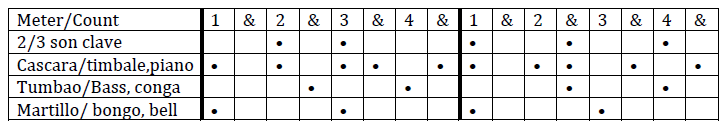 Meter/Count 1 & 2 & 3 & 4 & 1 & 2 & 3 & 4 &
2/3 son clave • • • • •
Cascara/timbale,piano • • • • • • • • • •
Tumbao/Bass, conga • • • •
Martillo/ bongo, bell • • • •